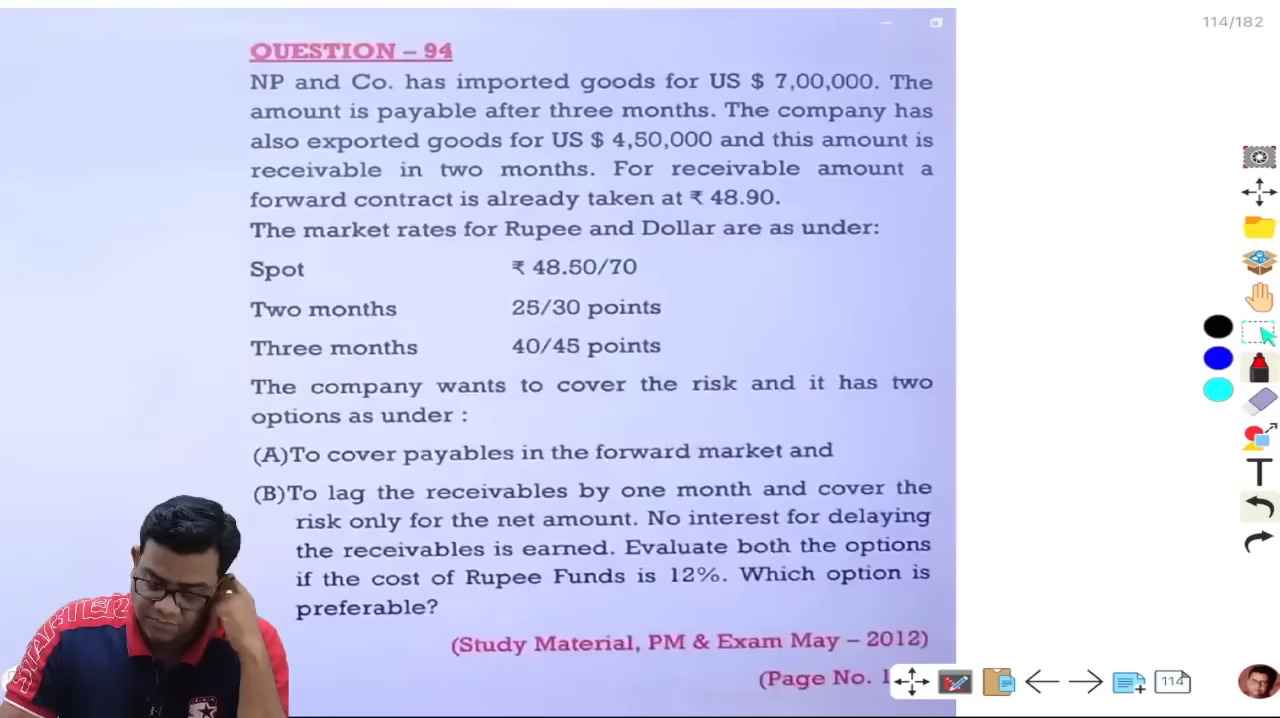 114/182
QUESTION – 94
NP and Co. has imported goods for US $ 7,00,000. The
amount is payable after three months. The company has
also exported goods for US $ 4,50,000 and this amount is
receivable in two months. For receivable amount a
forward contract is already taken at ₹ 48.90.
The market rates for Rupee and Dollar are as under:
Spot ₹ 48.50/70
Two months 25/30 points
Three months 40/45 points
The company wants to cover the risk and it has two
options as under :
(A)To cover payables in the forward market and
(B)To lag the receivables by one month and cover the
risk only for the net amount. No interest for delaying
the receivables is earned. Evaluate both the options
if the cost of Rupee Funds is 12%. Which option is
preferable?
(Study Material, PM & Exam May – 2012)
(Page No.
STARTER
T
114